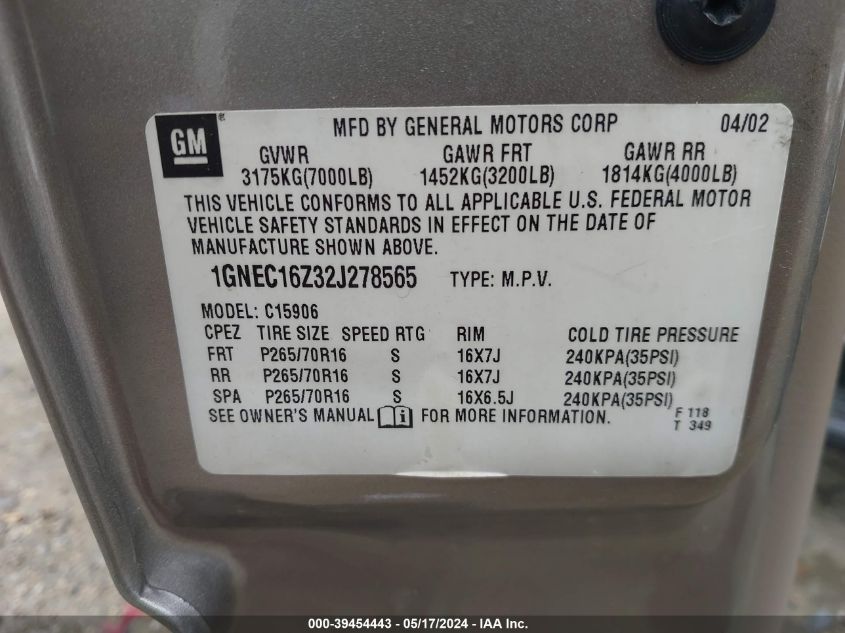 GM ® MFD BY GENERAL MOTORS CORP 04/02
GVWR GAWR FRT GAWR RR
3175KG(7000LB) 1452KG(3200LB) 1814KG(4000LB)
THIS VEHICLE CONFORMS TO ALL APPLICABLE U.S. FEDERAL MOTOR
VEHICLE SAFETY STANDARDS IN EFFECT ON THE DATE OF
MANUFACTURE SHOWN ABOVE.
1GNEC16Z32J278565 TYPE: M.P.V.
MODEL: C15906
CPEZ TIRE SIZE SPEED RTG RIM COLD TIRE PRESSURE
FRT P265/70R16 S 16X7J 240KPA(35PSI)
RR P265/70R16 S 16X7J 240KPA(35PSI)
SPA P265/70R16 S 16X6.5J 240KPA(35PSI)
SEE OWNER'S MANUAL i FOR MORE INFORMATION. F 118
T 349
000-39454443 - 05/17/2024 - IAA Inc.